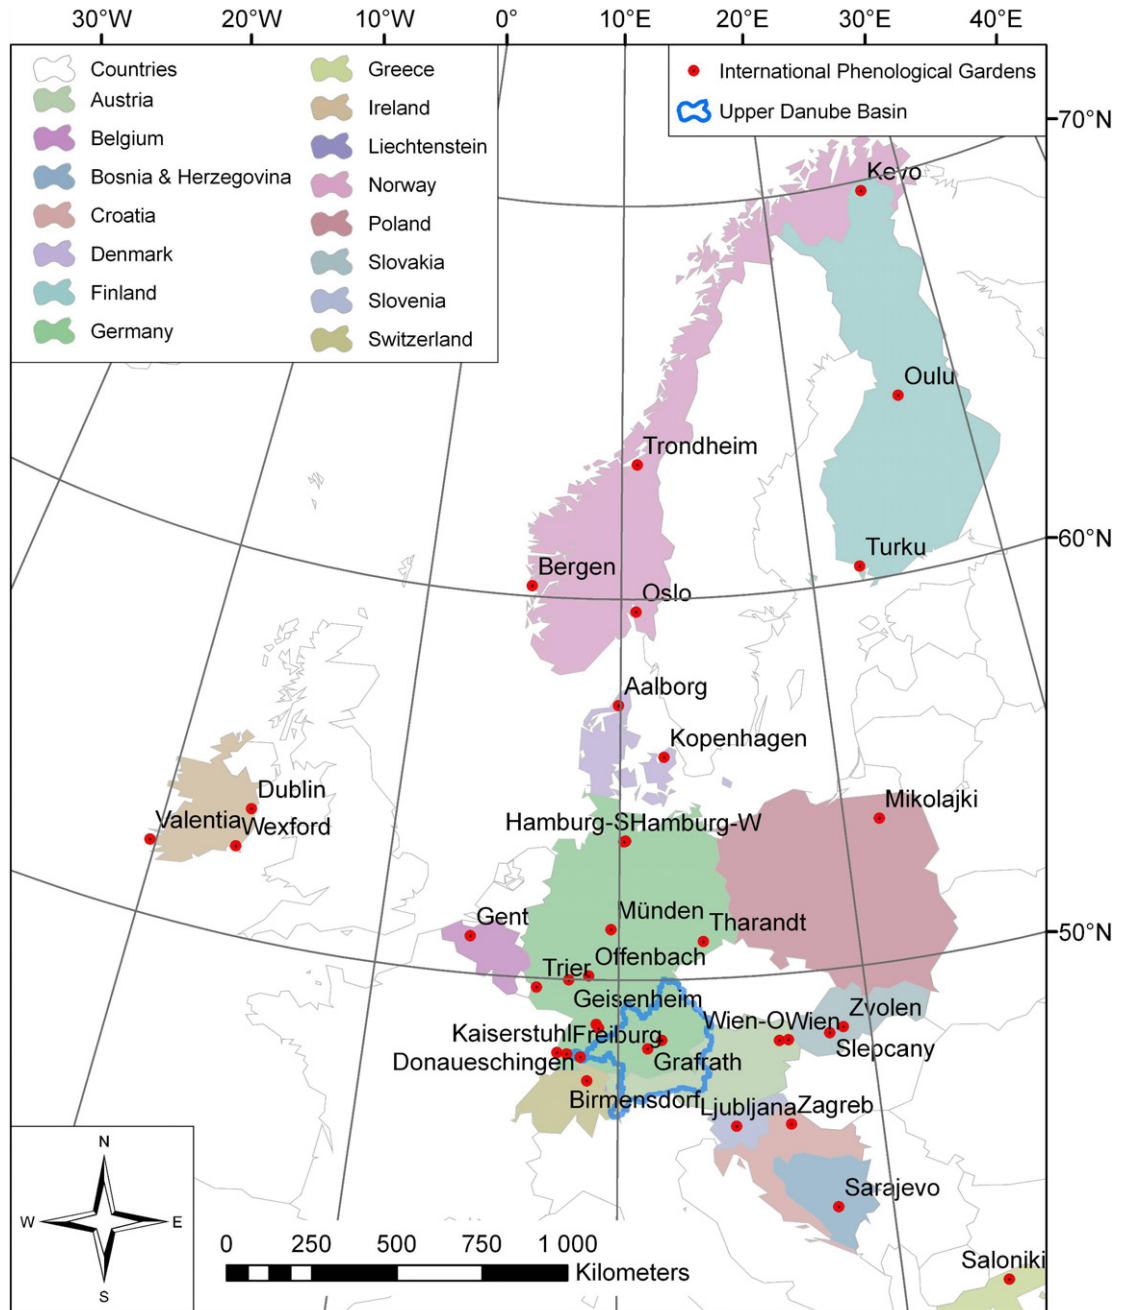 30°W 20°W 10°W 0° 10°E 20°E 30°E 40°E
Countries
Austria
Belgium
Bosnia & Herzegovina
Croatia
Denmark
Finland
Germany
Greece
Ireland
Liechtenstein
Norway
Poland
Slovakia
Slovenia
Switzerland
International Phenological Gardens
Upper Danube Basin
70°N
Kevo
Oulu
Trondheim
60°N
Turku
Bergen
Oslo
Aalborg
Kopenhagen
Dublin
Valentia
Wexford
Mikolajki
Hamburg-S
Hamburg-W
Gent
Münden
Tharandt
50°N
Trier
Offenbach
Geisenheim
Zvolen
Wien-O
Wien
Kaiserstuhl
Freiburg
Slepcany
Donaueschingen
Grafrath
Birmensdorf
Ljubljana
Zagreb
Sarajevo
Saloniki
N
W E
S
0 250 500 750 1 000
Kilometers